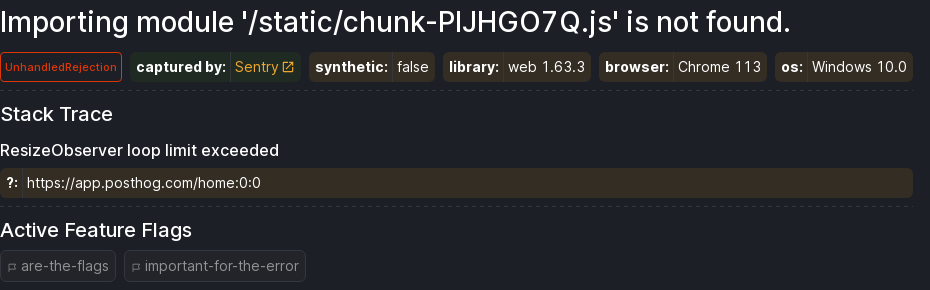 Importing module '/static/chunk-PIJHGO7Q.js' is not found.
UnhandledRejection captured by: Sentry synthetic: false library: web 1.63.3 browser: Chrome 113 os: Windows 10.0
Stack Trace
ResizeObserver loop limit exceeded
?: https://app.posthog.com/home:0:0
Active Feature Flags
are-the-flags important-for-the-error